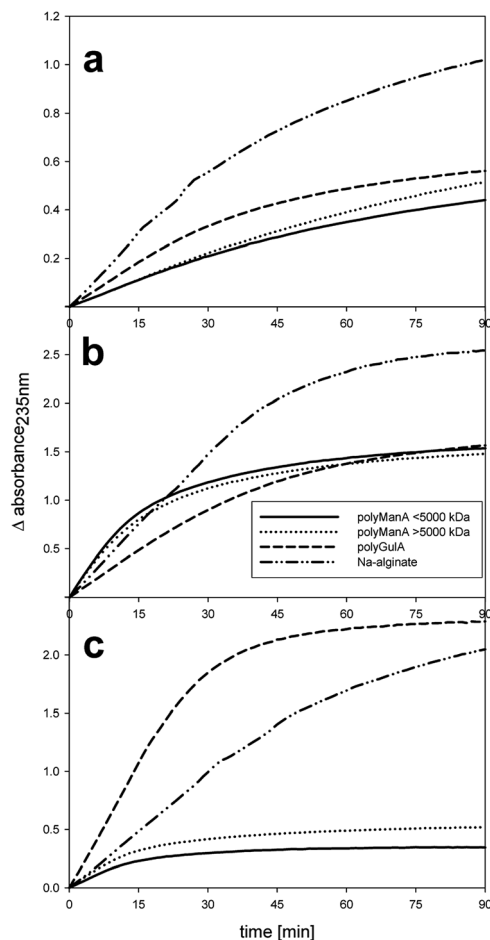 1.2
a
1.0
0.8
0.6
0.4
0.2
0 15 30 45 60 75 90
b
2.5
2.0
1.5
1.0
0.5
polyManA <5000 kDa
polyManA >5000 kDa
polyGulA
Na-alginate
0 15 30 45 60 75 90
c
2.0
1.5
1.0
0.5
0.0
0 15 30 45 60 75 90
Δ absorbance235nm
time [min]